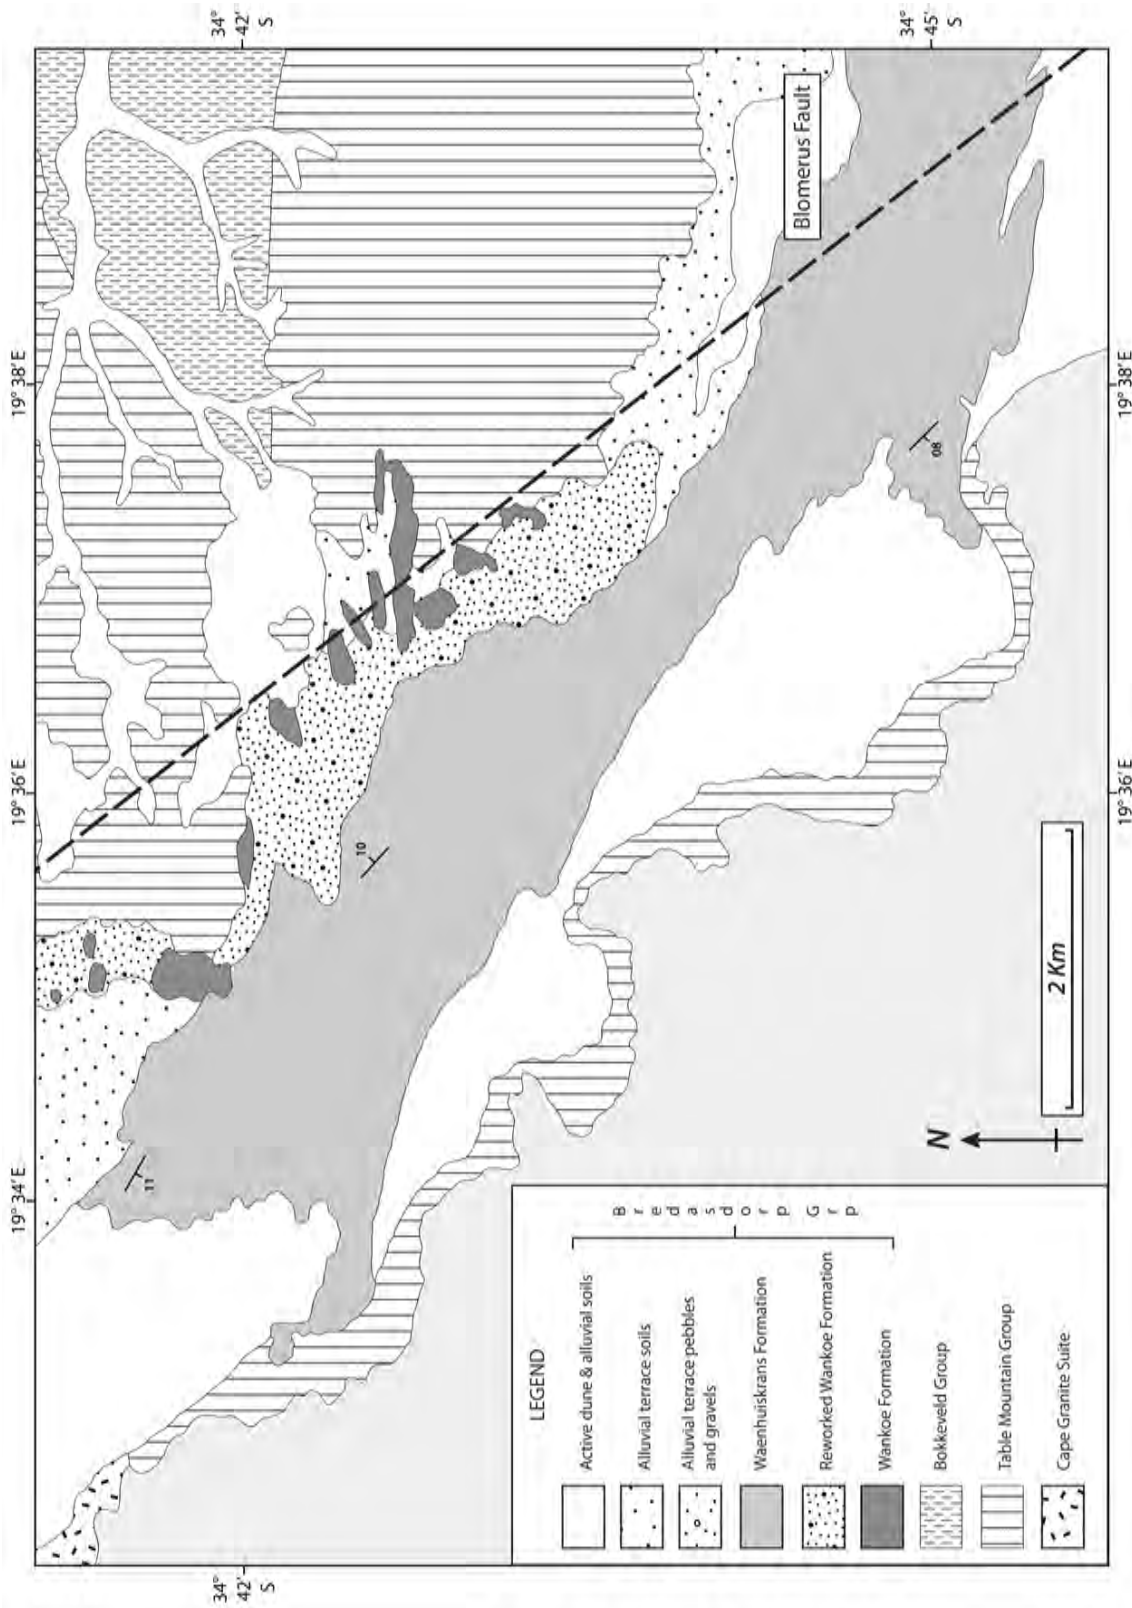 34°
42'
S
34°
45'
S
19° 38' E
19° 36' E
19° 34' E
Blomerus Fault
08
10
11
19° 38' E
19° 36' E
2 Km
N
34°
42'
S
LEGEND
Active dune & alluvial soils
Alluvial terrace soils
Alluvial terrace pebbles
and gravels
Waenhuiskrans Formation
Reworked Wankoe Formation
Wankoe Formation
Bokkeveld Group
Table Mountain Group
Cape Granite Suite
Bredasdorp Grp